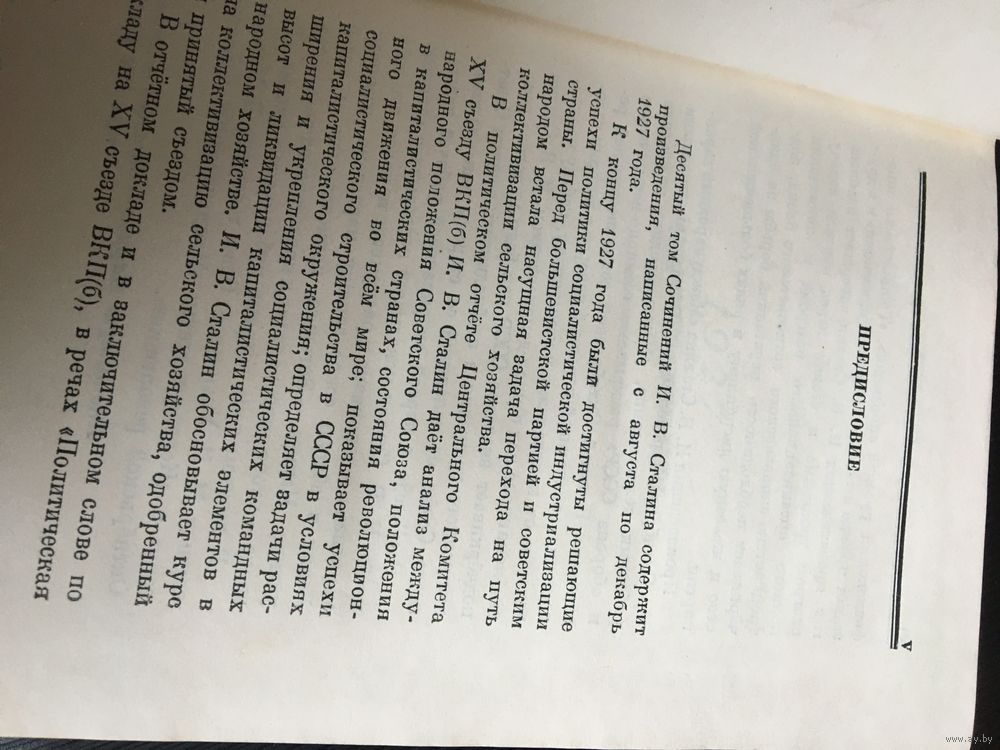 V
ПРЕДИСЛОВИЕ
Десятый том Сочинений И. В. Сталина содержит
произведения, написанные с августа по декабрь
1927 года.
К концу 1927 года были достигнуты решающие
успехи политики социалистической индустриализации
страны. Перед большевистской партией и советским
народом встала насущная задача перехода на путь
коллективизации сельского хозяйства.
В политическом отчёте Центрального Комитета
XV съезду ВКП(б) И. В. Сталин даёт анализ между-
народного положения Советского Союза, положения
в капиталистических странах, состояния революцион-
ного движения во всём мире; показывает успехи
социалистического строительства в СССР в условиях
капиталистического окружения; определяет задачи рас-
ширения и укрепления социалистических командных
высот и ликвидации капиталистических элементов в
народном хозяйстве. И. В. Сталин обосновывает курс
на коллективизацию сельского хозяйства, одобренный
и принятый съездом.
В отчётном докладе и в заключительном слове по
кладу на XV съезде ВКП(б), в речах «Политическая
www.ay.by